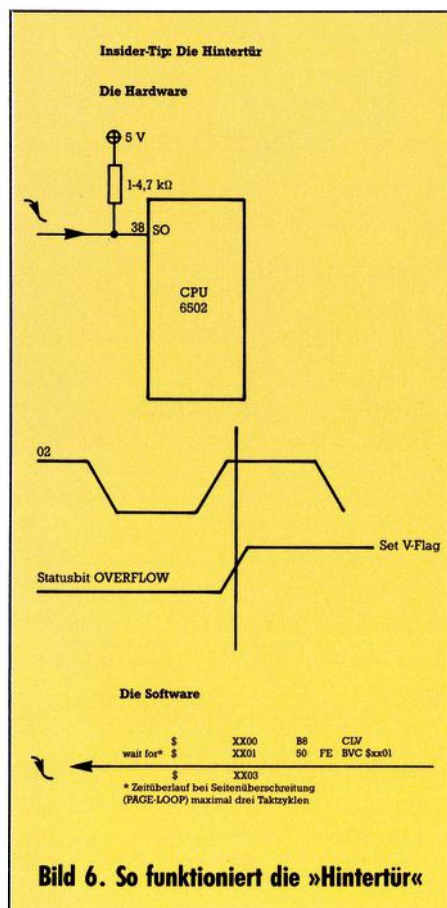 Insider-Tip: Die Hintertür
Die Hardware
5 V
1-4,7 kΩ
38 SO
CPU
6502
02
Set V-Flag
Statusbit OVERFLOW
Die Software
$ XX00 B8 CLV
wait for* $ XX01 50 FE BVC $xx01
$ XX03
* Zeitüberlauf bei Seitenüberschreitung
(PAGE-LOOP) maximal drei Taktzyklen
Bild 6. So funktioniert die »Hintertür«